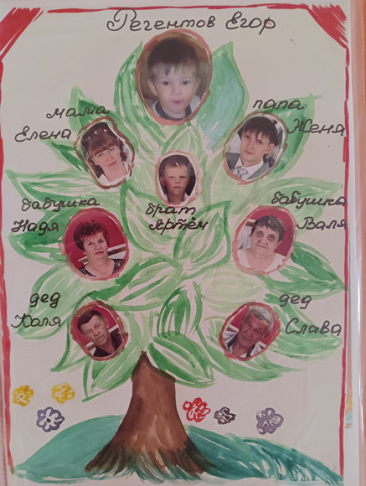 Регентов Егор
мама
Елена
папа
Женя
бабушка
Надя
брат
Артём
бабушка
Валя
дед
Коля
дед
Слава